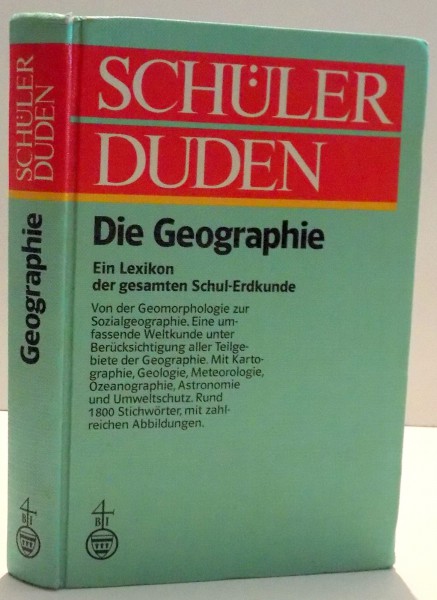 SCHÜLER
DUDEN
Geographie
B I
SCHÜLER
DUDEN
Die Geographie
Ein Lexikon
der gesamten Schul-Erdkunde
Von der Geomorphologie zur
Sozialgeographie. Eine um-
fassende Weltkunde unter
Berücksichtigung aller Teilge-
biete der Geographie. Mit Karto-
graphie, Geologie, Meteorologie,
Ozeanographie, Astronomie
und Umweltschutz. Rund
1800 Stichwörter, mit zahl-
reichen Abbildungen.
B I